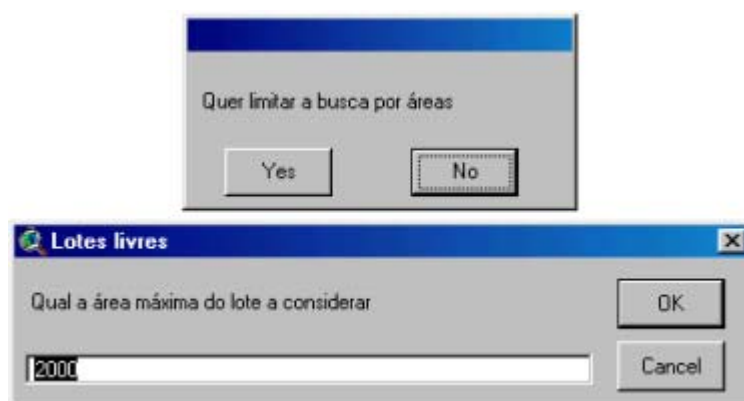 Quer limitar a busca por áreas
Yes No
Lotes livres
Qual a área máxima do lote a considerar
OK
2000
Cancel